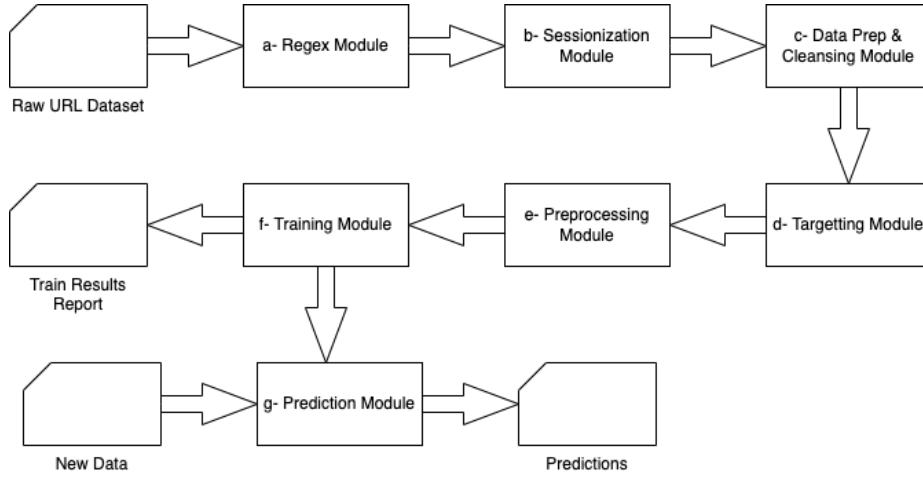 a- Regex Module
b- Sessionization
Module
c- Data Prep &
Cleansing Module
Raw URL Dataset
f- Training Module
e- Preprocessing
Module
d- Targetting Module
Train Results
Report
g- Prediction Module
New Data
Predictions